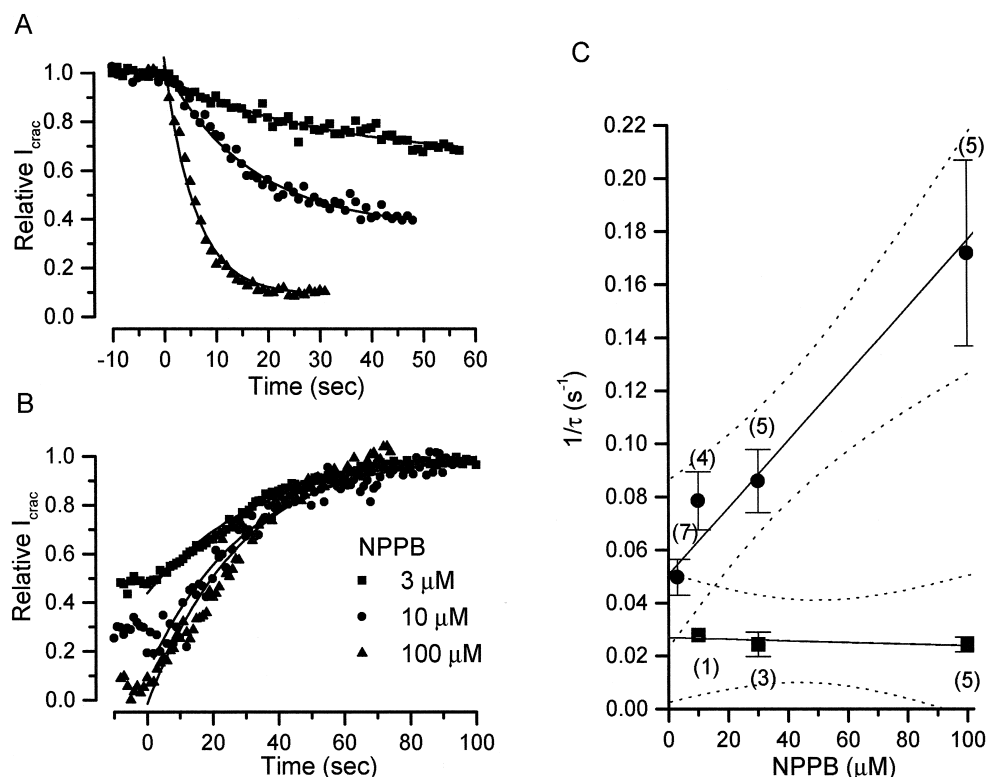 A
1.0
0.8
0.6
0.4
0.2
0.0
Relative Icrac
-10 0 10 20 30 40 50 60
Time (sec)
B
1.0
0.8
0.6
0.4
0.2
0.0
Relative Icrac
NPPB
3 μM
10 μM
100 μM
0 20 40 60 80 100
Time (sec)
C
0.22
0.20
0.18
0.16
0.14
0.12
0.10
0.08
0.06
0.04
0.02
0.00
1/τ (s-1)
(5)
(5)
(4)
(7)
(1)
(3)
(5)
0 20 40 60 80 100
NPPB (μM)